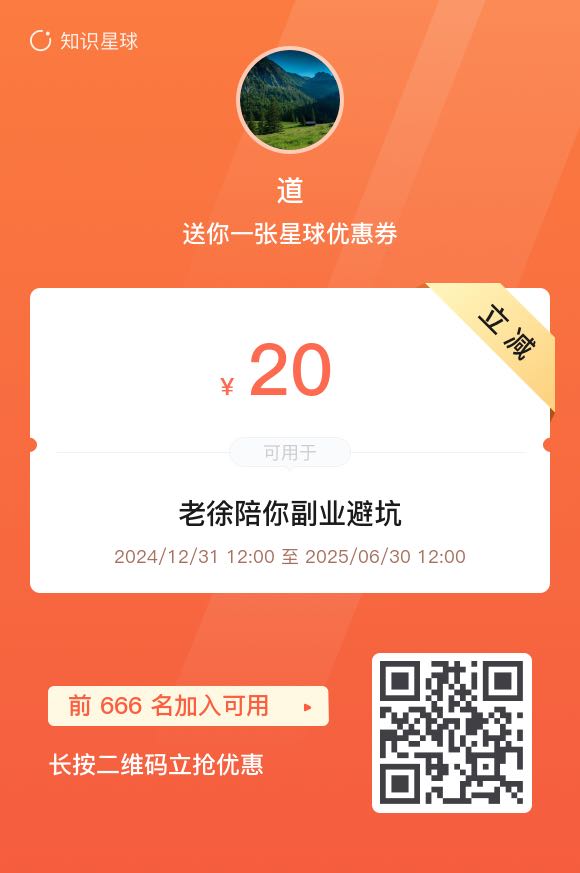 知识星球
道
送你一张星球优惠券
立减
¥ 20
可用于
老徐陪你副业避坑
2024/12/31 12:00 至 2025/06/30 12:00
前 666 名加入可用
长按二维码立抢优惠